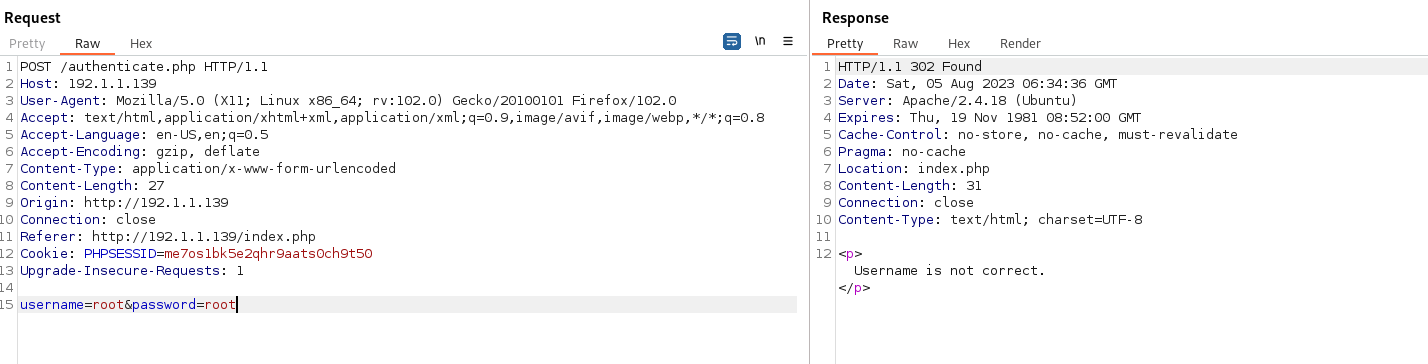 Request
Pretty Raw Hex \n
1 POST /authenticate.php HTTP/1.1
2 Host: 192.1.1.139
3 User-Agent: Mozilla/5.0 (X11; Linux x86_64; rv:102.0) Gecko/20100101 Firefox/102.0
4 Accept: text/html,application/xhtml+xml,application/xml;q=0.9,image/avif,image/webp,*/*;q=0.8
5 Accept-Language: en-US,en;q=0.5
6 Accept-Encoding: gzip, deflate
7 Content-Type: application/x-www-form-urlencoded
8 Content-Length: 27
9 Origin: http://192.1.1.139
10 Connection: close
11 Referer: http://192.1.1.139/index.php
12 Cookie: PHPSESSID=me7os1bk5e2qhr9aats0ch9t50
13 Upgrade-Insecure-Requests: 1
14
15 username=root&password=root
Response
Pretty Raw Hex Render
1 HTTP/1.1 302 Found
2 Date: Sat, 05 Aug 2023 06:34:36 GMT
3 Server: Apache/2.4.18 (Ubuntu)
4 Expires: Thu, 19 Nov 1981 08:52:00 GMT
5 Cache-Control: no-store, no-cache, must-revalidate
6 Pragma: no-cache
7 Location: index.php
8 Content-Length: 31
9 Connection: close
10 Content-Type: text/html; charset=UTF-8
11
12 <p>
Username is not correct.
</p>